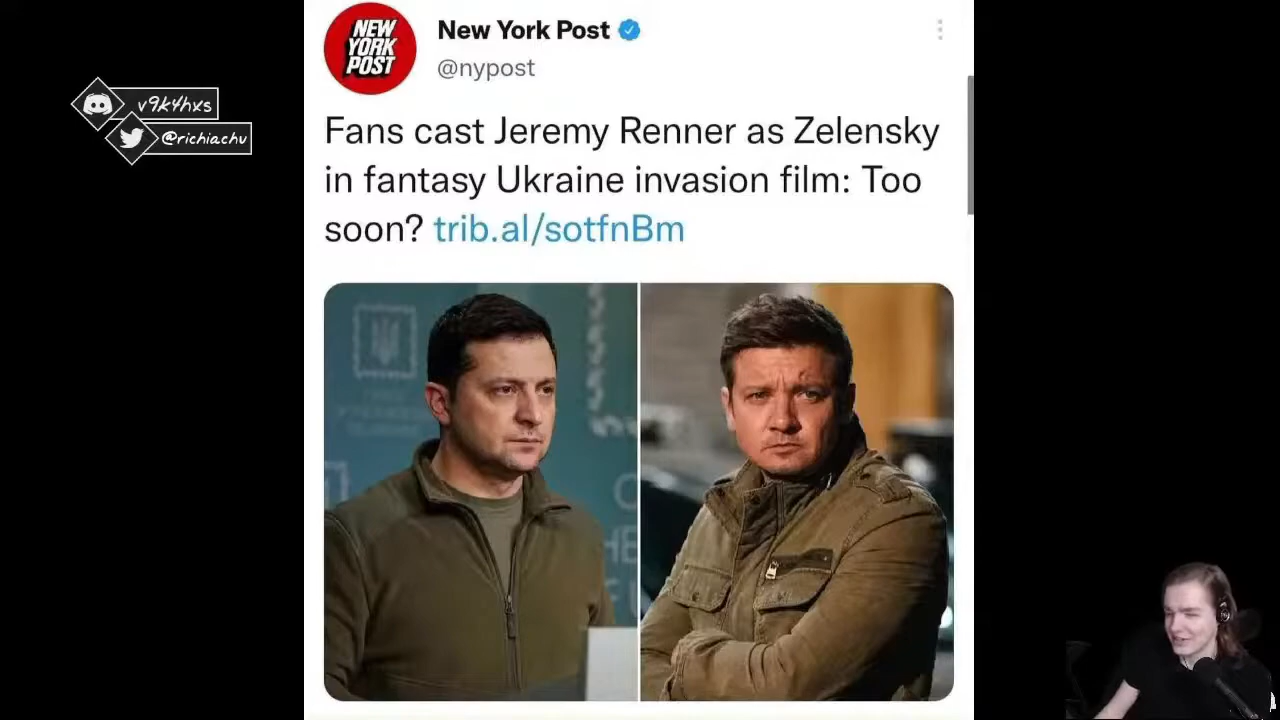 NEW
YORK
POST
New York Post
@nypost
v9k4hxs
@richiachu
Fans cast Jeremy Renner as Zelensky
in fantasy Ukraine invasion film: Too
soon? trib.al/sotfnBm